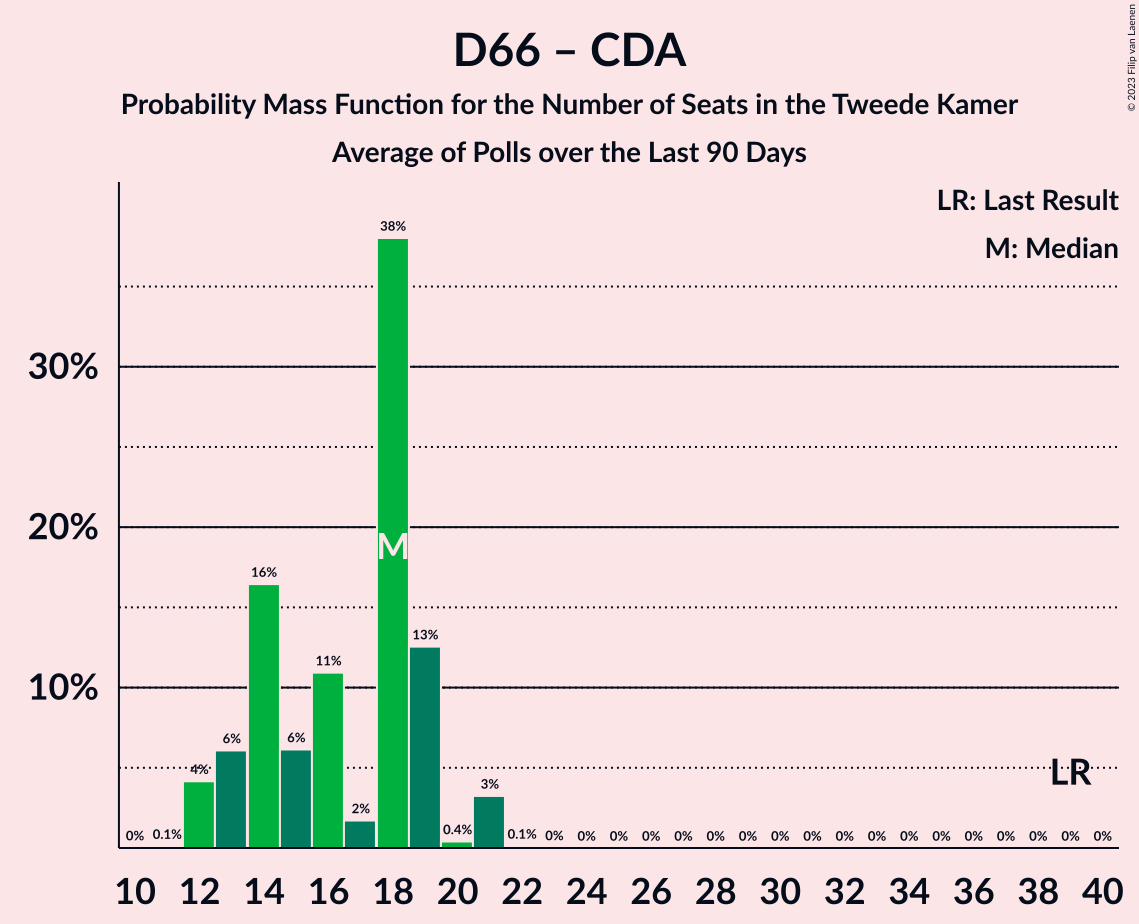 D66 – CDA
Probability Mass Function for the Number of Seats in the Tweede Kamer
Average of Polls over the Last 90 Days
© 2023 Filip van Laenen
LR: Last Result
M: Median
30%
20%
10%
0% 0.1% 4% 6% 16% 6% 11% 2% 38% 13% 0.4% 3% 0.1% 0% 0% 0% 0% 0% 0% 0% 0% 0% 0% 0% 0% 0% 0% 0% 0% 0% 0%
M
LR
10 12 14 16 18 20 22 24 26 28 30 32 34 36 38 40